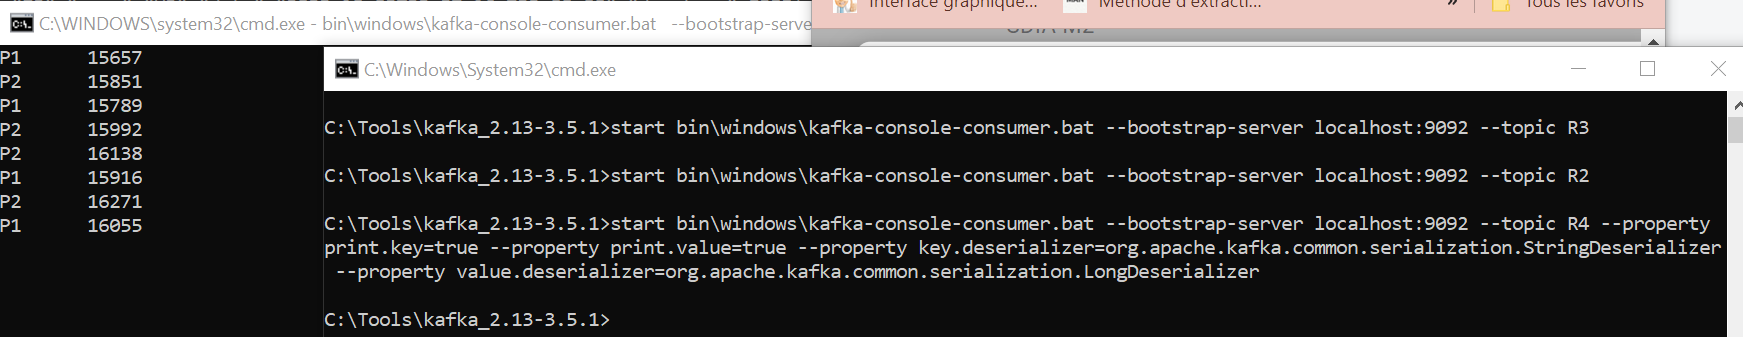 C:\WINDOWS\system32\cmd.exe - bin\windows\kafka-console-consumer.bat --bootstrap-serve
Interface graphique...
Méthode d'extracti...
»
Tous les favoris
P1 15657
P2 15851
P1 15789
P2 15992
P2 16138
P1 15916
P2 16271
P1 16055
C:\Windows\System32\cmd.exe
C:\Tools\kafka_2.13-3.5.1>start bin\windows\kafka-console-consumer.bat --bootstrap-server localhost:9092 --topic R3
C:\Tools\kafka_2.13-3.5.1>start bin\windows\kafka-console-consumer.bat --bootstrap-server localhost:9092 --topic R2
C:\Tools\kafka_2.13-3.5.1>start bin\windows\kafka-console-consumer.bat --bootstrap-server localhost:9092 --topic R4 --property
print.key=true --property print.value=true --property key.deserializer=org.apache.kafka.common.serialization.StringDeserializer
--property value.deserializer=org.apache.kafka.common.serialization.LongDeserializer
C:\Tools\kafka_2.13-3.5.1>